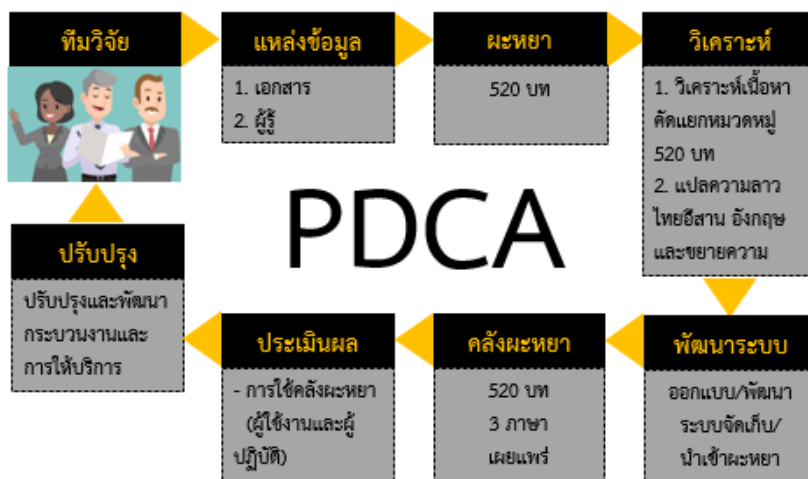 ทีมวิจัย
แหล่งข้อมูล
1. เอกสาร
2. ผู้รู้
ผะหยา
520 บท
วิเคราะห์
1. วิเคราะห์เนื้อหา
คัดแยกหมวดหมู่
520 บท
2. แปลความลาว
ไทยอีสาน อังกฤษ
และขยายความ
PDCA
พัฒนาระบบ
ออกแบบ/พัฒนา
ระบบจัดเก็บ/
นำเข้าผะหยา
คลังผะหยา
520 บท
3 ภาษา
เผยแพร่
ประเมินผล
- การใช้คลังผะหยา
(ผู้ใช้งานและผู้
ปฏิบัติ)
ปรับปรุง
ปรับปรุงและพัฒนา
กระบวนงานและ
การให้บริการ